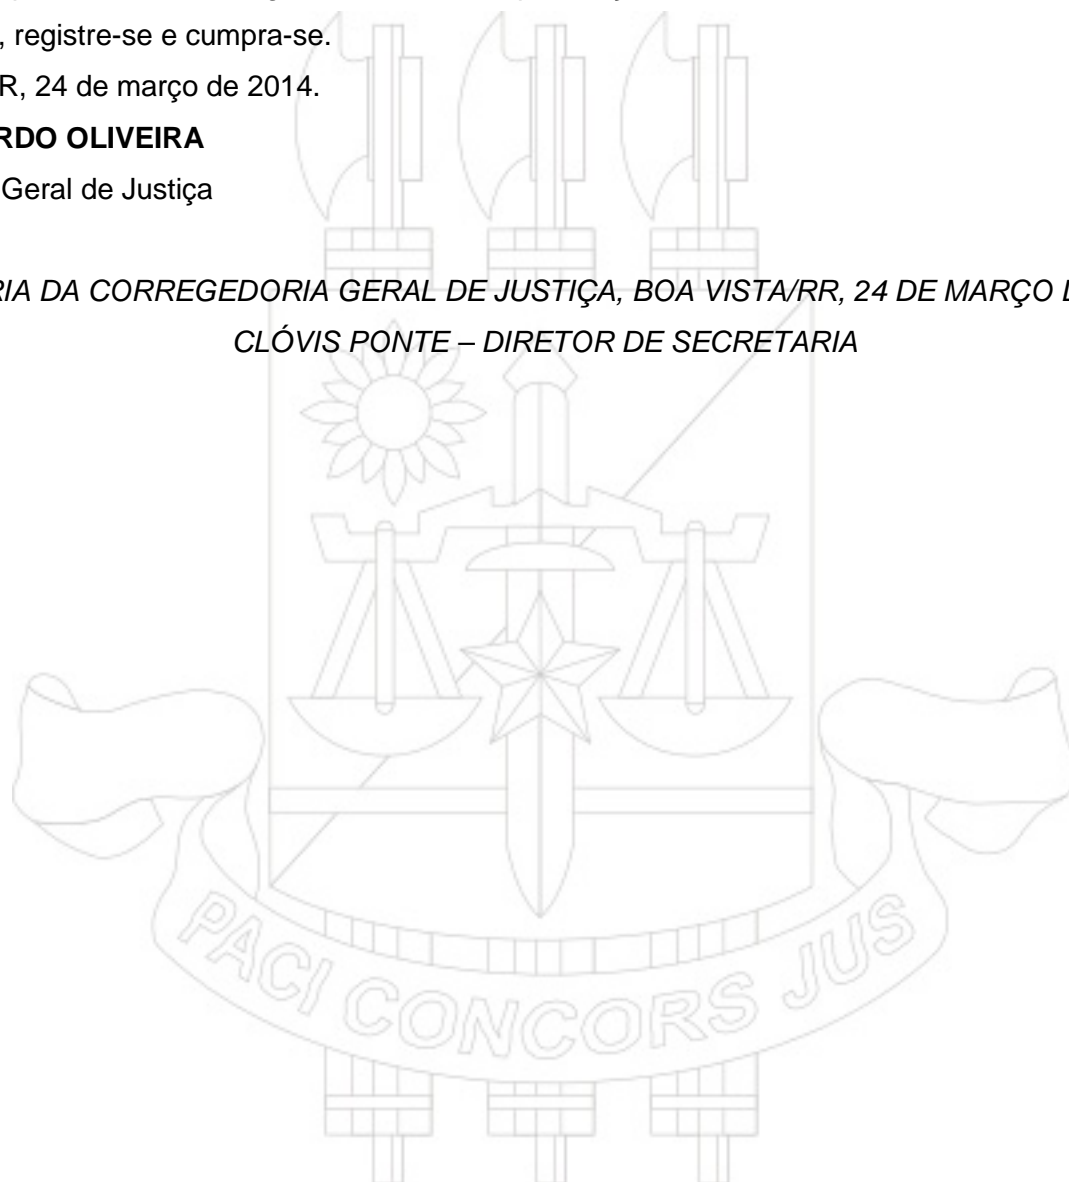 , registre-se e cumpra-se.
R, 24 de março de 2014.
RDO OLIVEIRA
Geral de Justiça
RIA DA CORREGEDORIA GERAL DE JUSTIÇA, BOA VISTA/RR, 24 DE MARÇO D
CLÓVIS PONTE – DIRETOR DE SECRETARIA
PACI CONCORS JUS